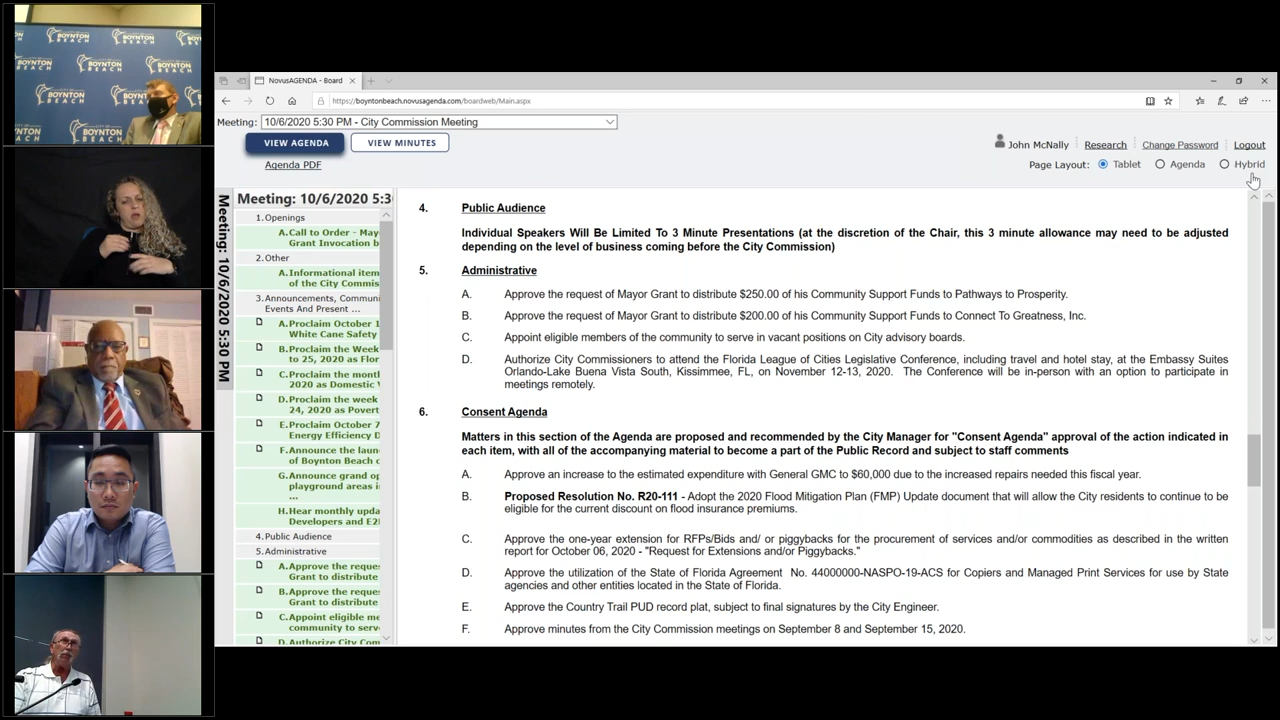 BOYNTON
BEACH
BOYNTON
BEACH
BOYNTON
BEACH
BOYNTON
BEACH
BOYNTON
BEACH
NovusAGENDA - Board
https://boyntonbeach.novusagenda.com/boardweb/Main.aspx
Meeting: 10/6/2020 5:30 PM - City Commission Meeting
VIEW AGENDA VIEW MINUTES
Agenda PDF
John McNally Research Change Password Logout
Page Layout: Tablet Agenda Hybrid
Meeting: 10/6/2020 5:30 PM
Meeting: 10/6/2020 5:3
1.Openings
A.Call to Order - May
Grant Invocation b
2.Other
A.Informational item
of the City Commis
3.Announcements, Commun
Events And Present ...
A.Proclaim October 1
White Cane Safety
B.Proclaim the Week
to 25, 2020 as Flor
C.Proclaim the month
2020 as Domestic V
D.Proclaim the week
24, 2020 as Povert
E.Proclaim October 7
Energy Efficiency D
F.Announce the laun
of Boynton Beach c
G.Announce grand op
playground areas i
...
H.Hear monthly upda
Developers and E2
4.Public Audience
5.Administrative
A.Approve the reque
Grant to distribute
B.Approve the reque
Grant to distribute
C.Appoint eligible me
community to serv
D.Authorize City Com
4. Public Audience
Individual Speakers Will Be Limited To 3 Minute Presentations (at the discretion of the Chair, this 3 minute allowance may need to be adjusted
depending on the level of business coming before the City Commission)
5. Administrative
A. Approve the request of Mayor Grant to distribute $250.00 of his Community Support Funds to Pathways to Prosperity.
B. Approve the request of Mayor Grant to distribute $200.00 of his Community Support Funds to Connect To Greatness, Inc.
C. Appoint eligible members of the community to serve in vacant positions on City advisory boards.
D. Authorize City Commissioners to attend the Florida League of Cities Legislative Conference, including travel and hotel stay, at the Embassy Suites
Orlando-Lake Buena Vista South, Kissimmee, FL, on November 12-13, 2020. The Conference will be in-person with an option to participate in
meetings remotely.
6. Consent Agenda
Matters in this section of the Agenda are proposed and recommended by the City Manager for "Consent Agenda" approval of the action indicated in
each item, with all of the accompanying material to become a part of the Public Record and subject to staff comments
A. Approve an increase to the estimated expenditure with General GMC to $60,000 due to the increased repairs needed this fiscal year.
B. Proposed Resolution No. R20-111 - Adopt the 2020 Flood Mitigation Plan (FMP) Update document that will allow the City residents to continue to be
eligible for the current discount on flood insurance premiums.
C. Approve the one-year extension for RFPs/Bids and/ or piggybacks for the procurement of services and/or commodities as described in the written
report for October 06, 2020 - "Request for Extensions and/or Piggybacks."
D. Approve the utilization of the State of Florida Agreement No. 44000000-NASPO-19-ACS for Copiers and Managed Print Services for use by State
agencies and other entities located in the State of Florida.
E. Approve the Country Trail PUD record plat, subject to final signatures by the City Engineer.
F. Approve minutes from the City Commission meetings on September 8 and September 15, 2020.